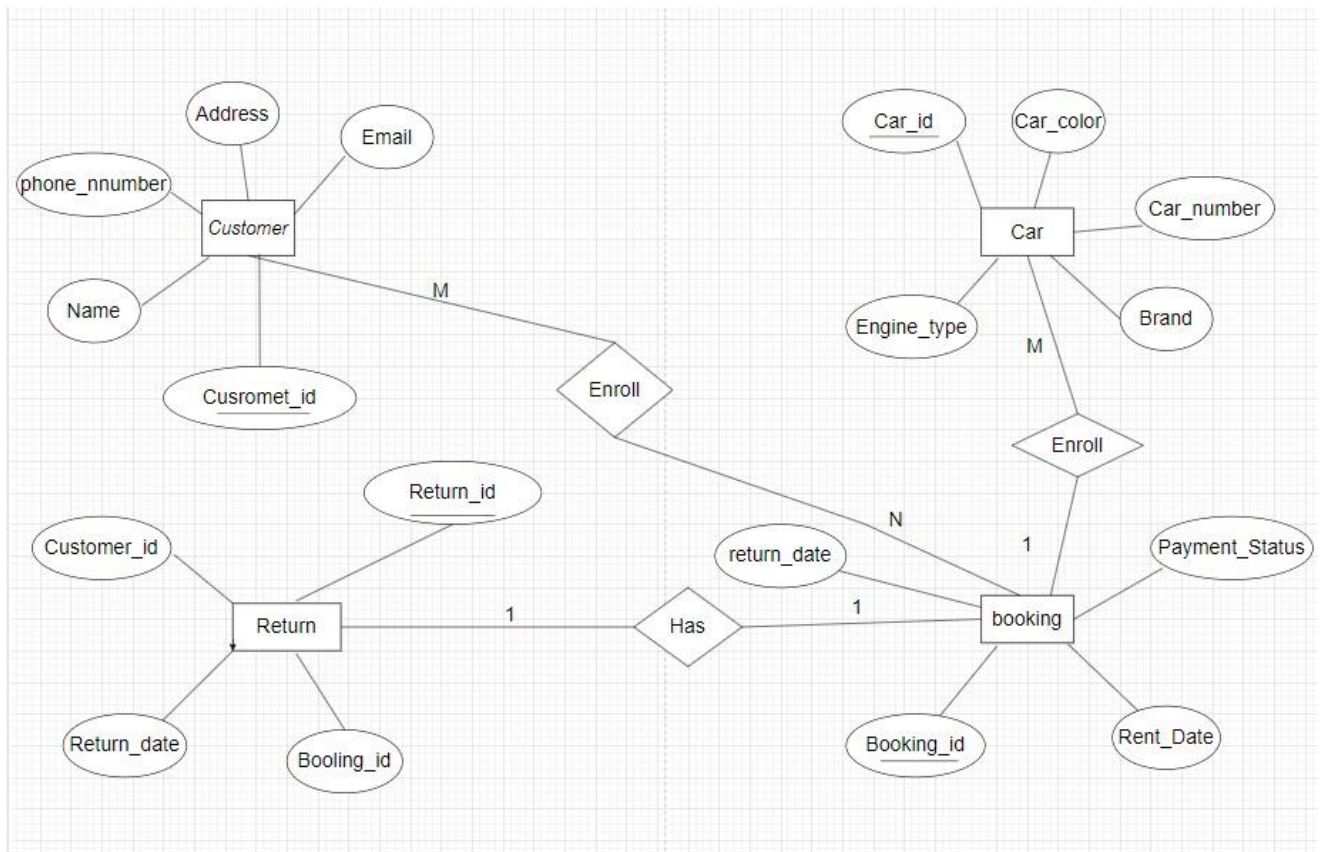 Address
Email
phone_nnumber
Customer
Name
Cusromet_id
M
Enroll
N
Car_id
Car_color
Car_number
Car
Engine_type
Brand
M
Enroll
1
Return_id
Customer_id
Return
Return_date
Booling_id
1
Has
1
return_date
Payment_Status
booking
Booking_id
Rent_Date